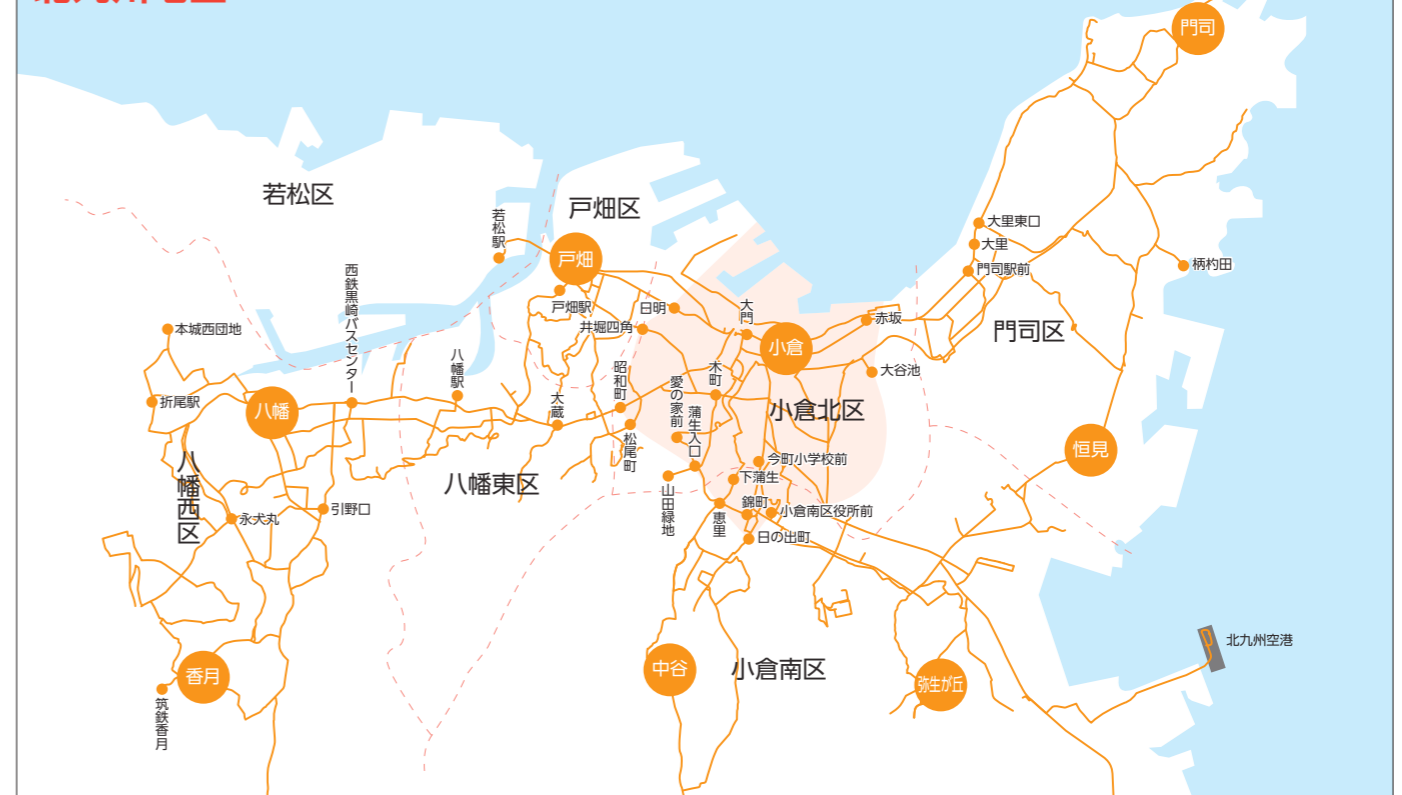 北九州地区
門司
若松区
戸畑区
若松駅
戸畑
大里東口
大里
門司駅前
柄杓田
西鉄黒崎バスセンター
戸畑駅
日明
大門
井堀四角
赤坂
門司区
本城西団地
小倉
八幡駅
昭和町
木町
大谷池
愛の家前
折尾駅
八幡
大蔵
蒲生入口
小倉北区
松尾町
恒見
八幡西区
八幡東区
今町小学校前
下蒲生
山田緑地
恵里
錦町
小倉南区役所前
永犬丸
引野口
日の出町
北九州空港
中谷
小倉南区
香月
弥生が丘
筑鉄香月